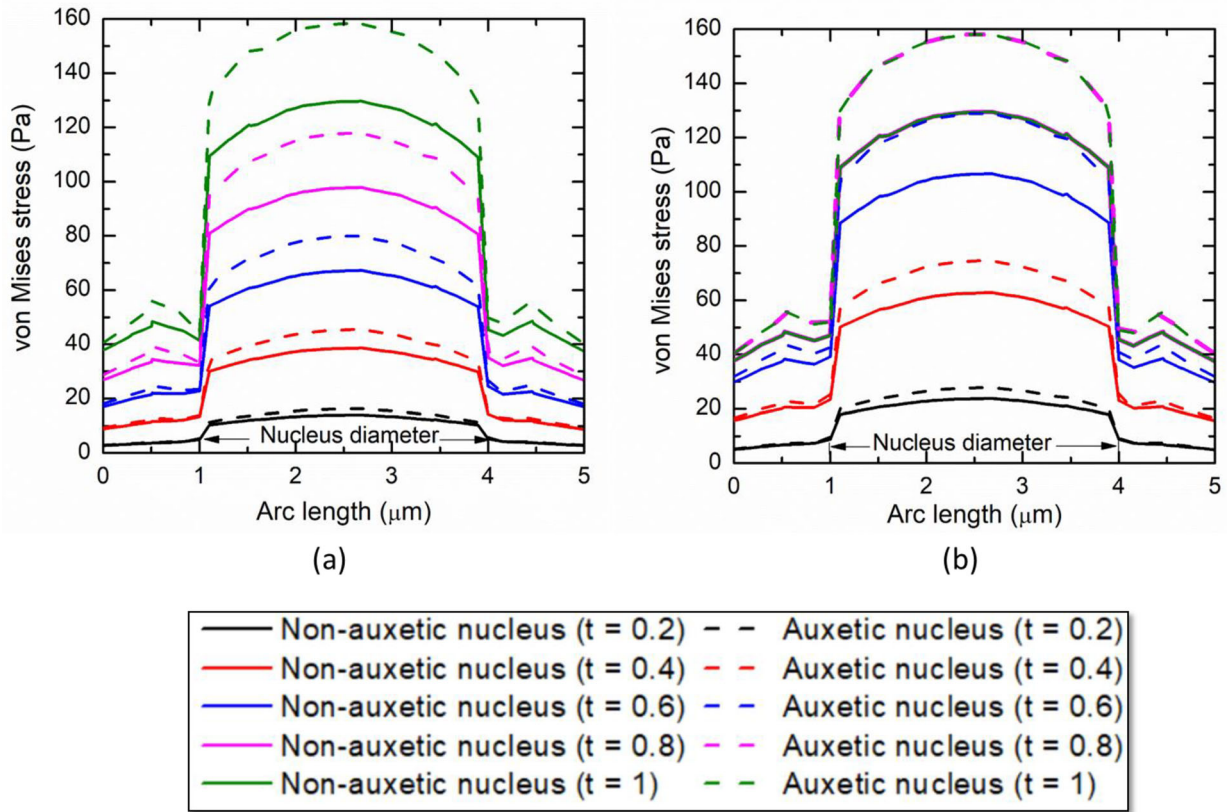 160
140
120
100
80
60
40
20
0
von Mises stress (Pa)
Nucleus diameter
0 1 2 3 4 5
Arc length (μm)
(a)
160
140
120
100
80
60
40
20
0
von Mises stress (Pa)
Nucleus diameter
0 1 2 3 4 5
Arc length (μm)
(b)
Non-auxetic nucleus (t = 0.2) Auxetic nucleus (t = 0.2)
Non-auxetic nucleus (t = 0.4) Auxetic nucleus (t = 0.4)
Non-auxetic nucleus (t = 0.6) Auxetic nucleus (t = 0.6)
Non-auxetic nucleus (t = 0.8) Auxetic nucleus (t = 0.8)
Non-auxetic nucleus (t = 1) Auxetic nucleus (t = 1)